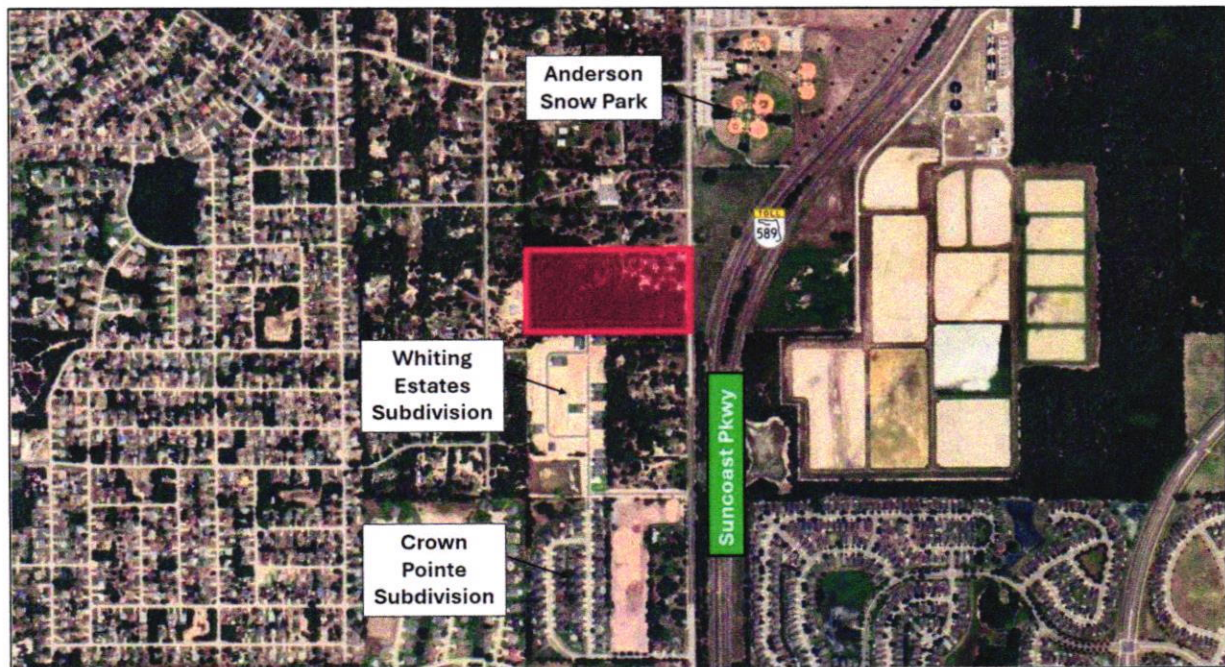 Anderson
Snow Park
TOLL
589
Whiting
Estates
Subdivision
Suncoast Pkwy
Crown
Pointe
Subdivision